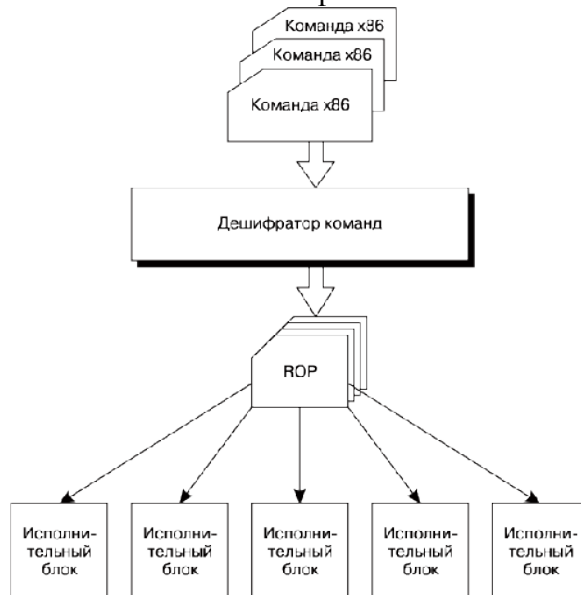 Команда x86
Команда x86
Команда x86
Дешифратор команд
ROP
Исполни-
тельный
блок
Исполни-
тельный
блок
Исполни-
тельный
блок
Исполни-
тельный
блок
Исполни-
тельный
блок